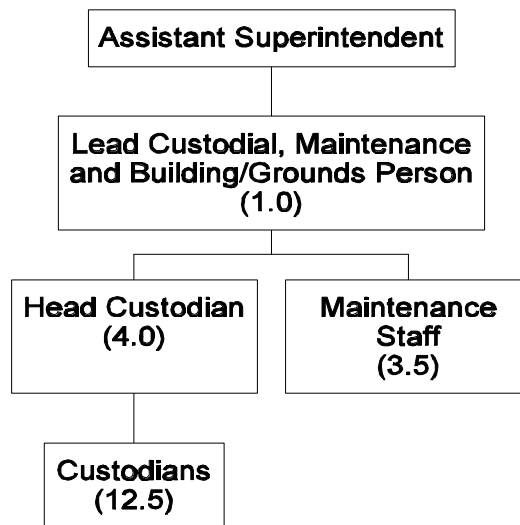 Assistant Superintendent
Lead Custodial, Maintenance
and Building/Grounds Person
(1.0)
Head Custodian
(4.0)
Maintenance
Staff
(3.5)
Custodians
(12.5)